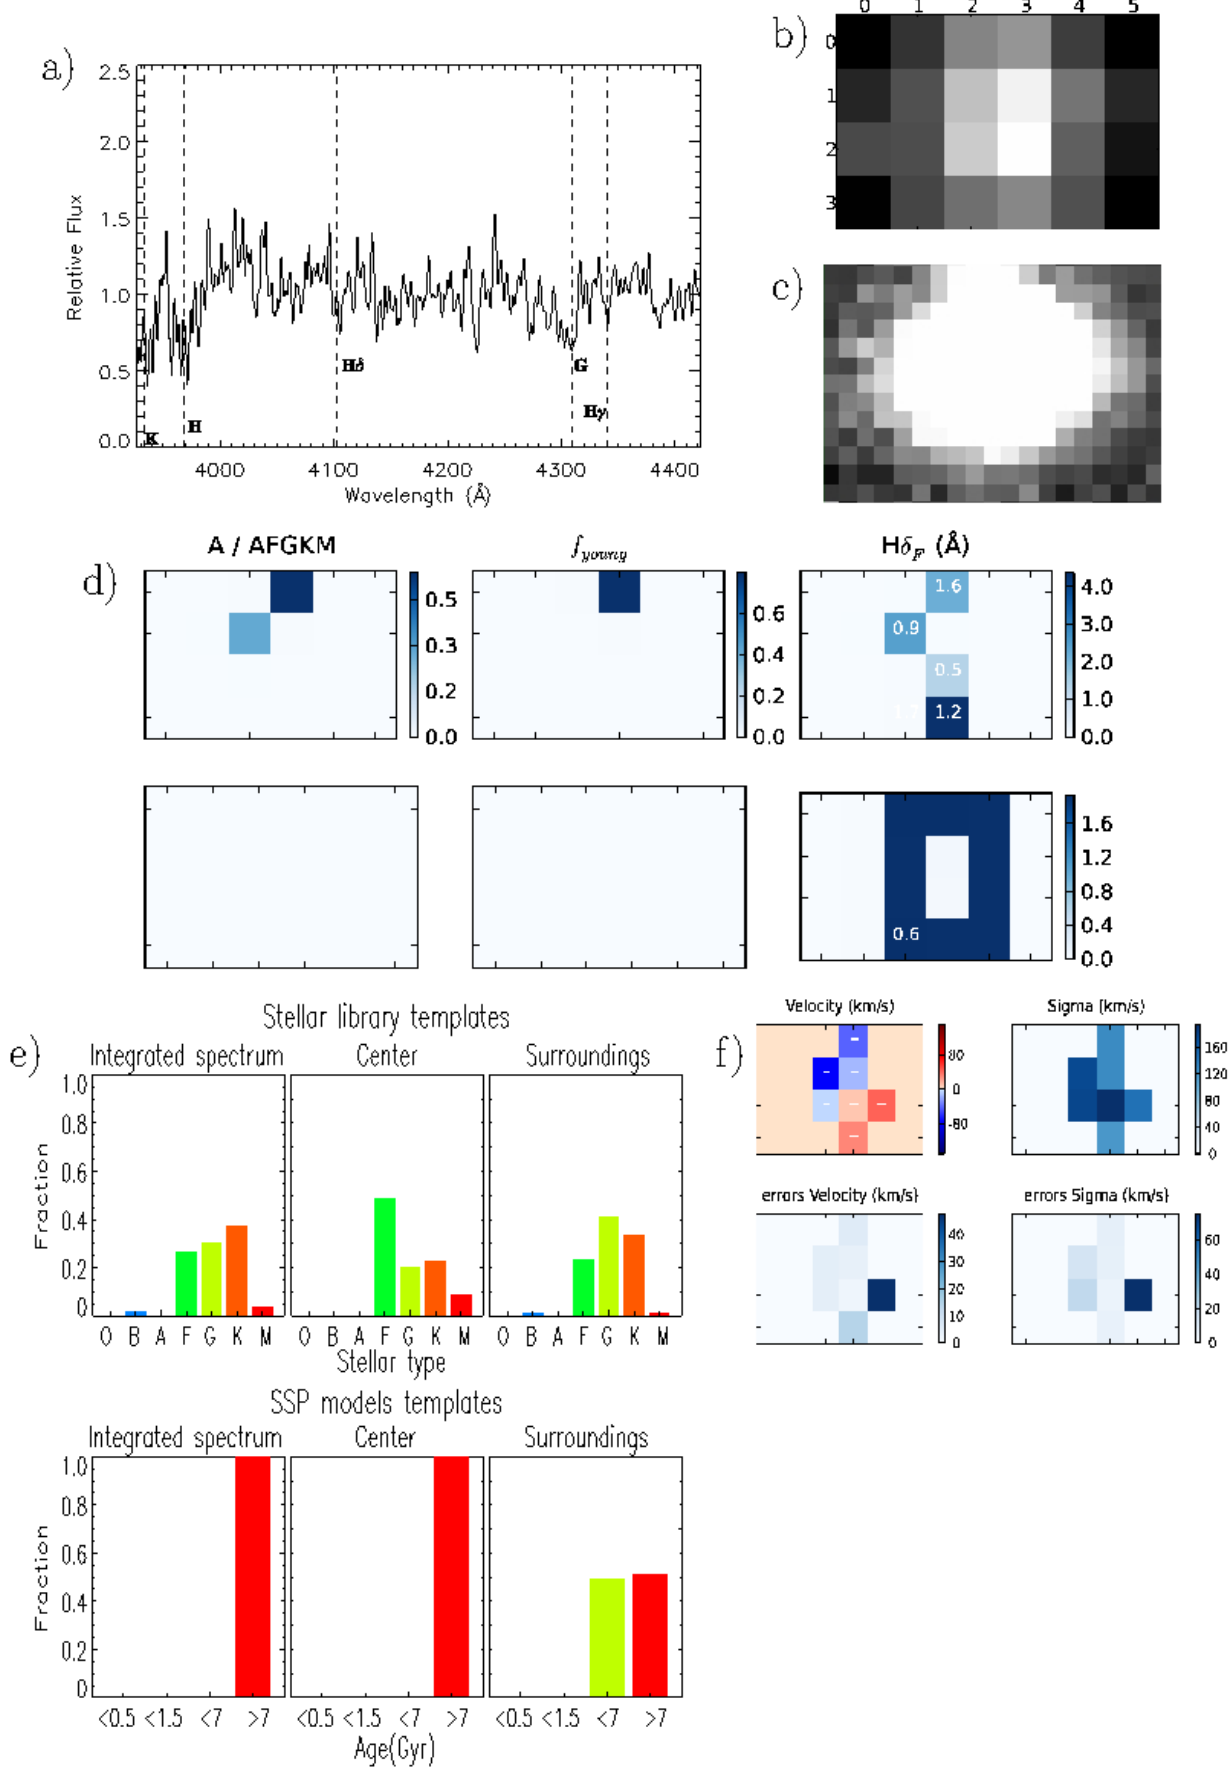 a)
2.5
2.0
1.5
1.0
0.5
0.0
Relative Flux
K
H
Hδ
G
Hγ
4000 4100 4200 4300 4400
Wavelength (Å)
b)
0 1 2 3 4 5
0
1
2
3
c)
d)
A / AFGKM
0.5
0.3
0.2
0.0
f_young
0.6
0.4
0.2
0.0
Hδ_F (Å)
1.6
0.9
0.5
1.2
4.0
3.0
2.0
1.0
0.0
0.6
1.6
1.2
0.8
0.4
0.0
e)
Stellar library templates
Integrated spectrum Center Surroundings
1.0
0.8
0.6
0.4
0.2
0
Fraction
O B A F G K M O B A F G K M O B A F G K M
Stellar type
SSP models templates
Integrated spectrum Center Surroundings
1.0
0.8
0.6
0.4
0.2
0
Fraction
<0.5 <1.5 <7 >7 <0.5 <1.5 <7 >7 <0.5 <1.5 <7 >7
Age(Gyr)
f)
Velocity (km/s)
80
0
-80
Sigma (km/s)
160
120
80
40
0
errors Velocity (km/s)
40
30
20
10
0
errors Sigma (km/s)
60
40
20
0